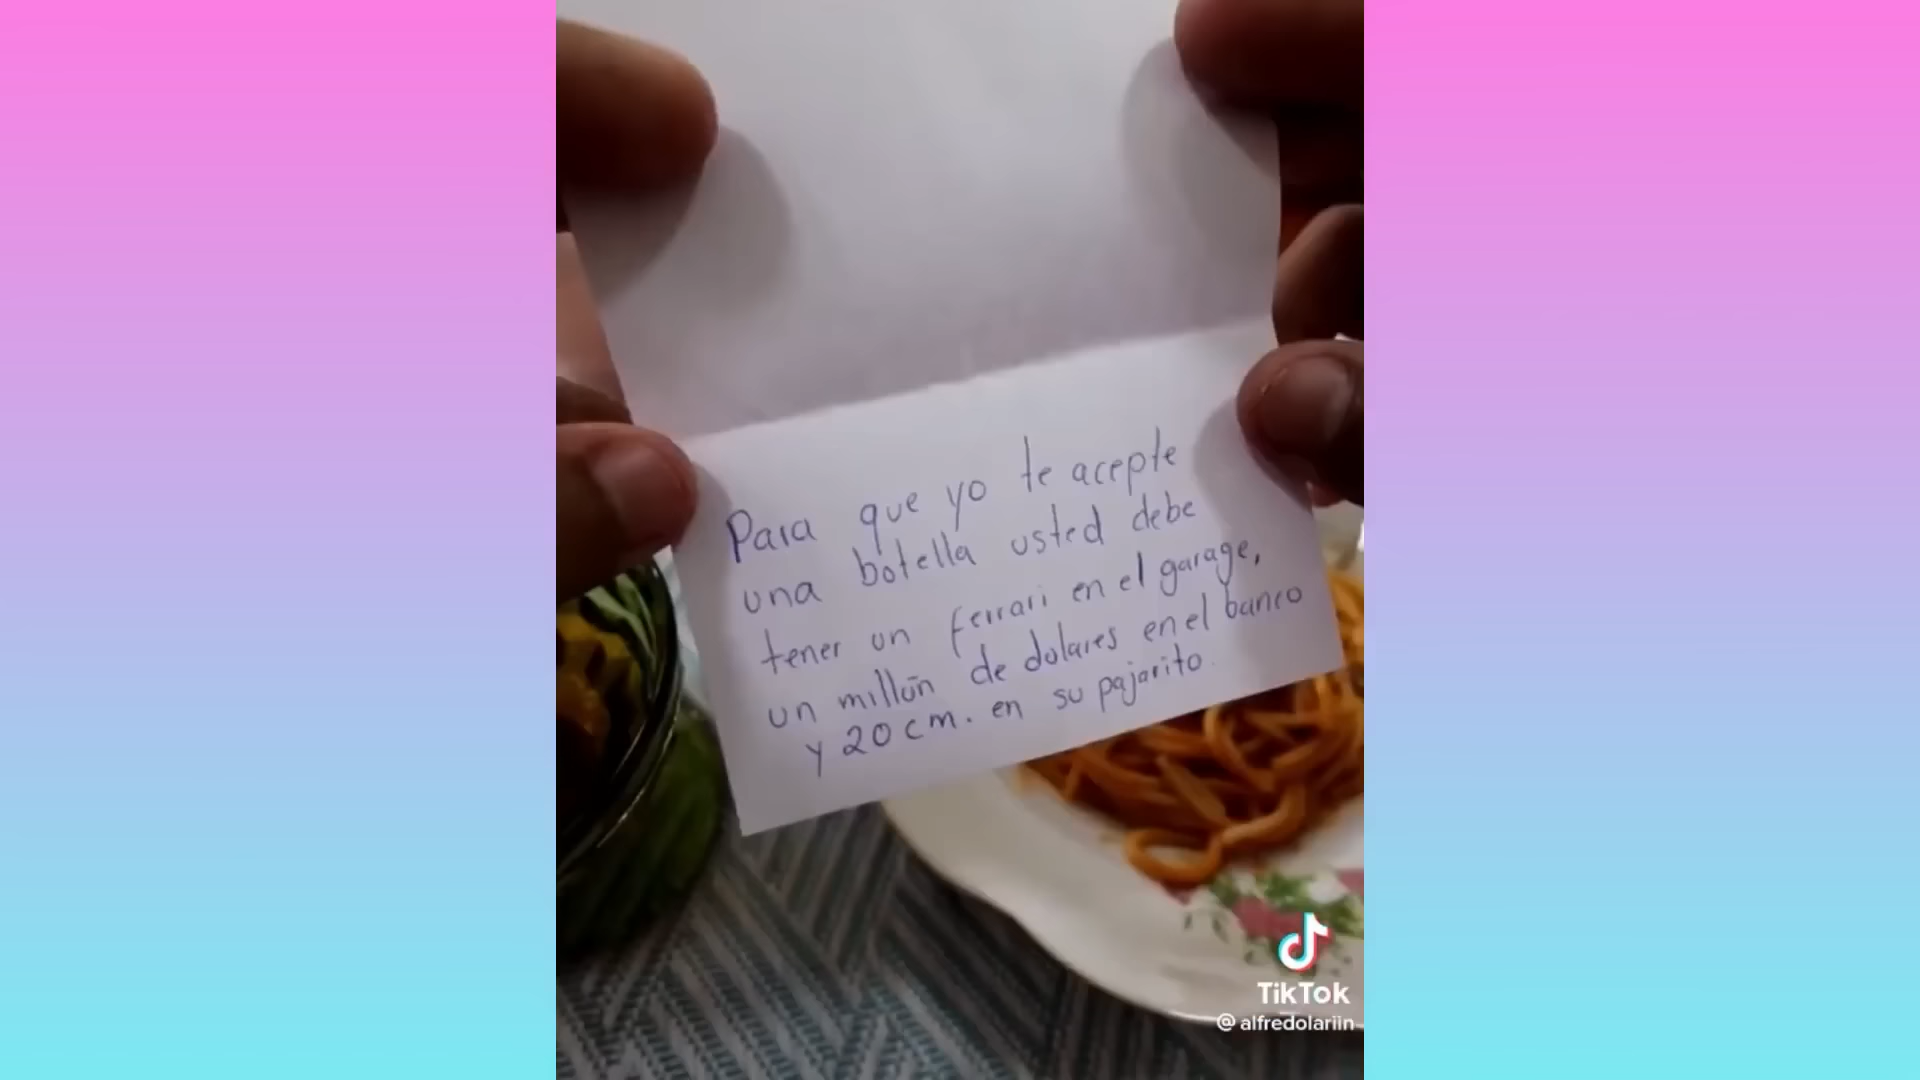 Para que yo te acepte
una botella usted debe
tener un ferrari en el garage,
un millón de dolares en el banco
y 20 cm. en su pajarito.
TikTok
@alfredolariin